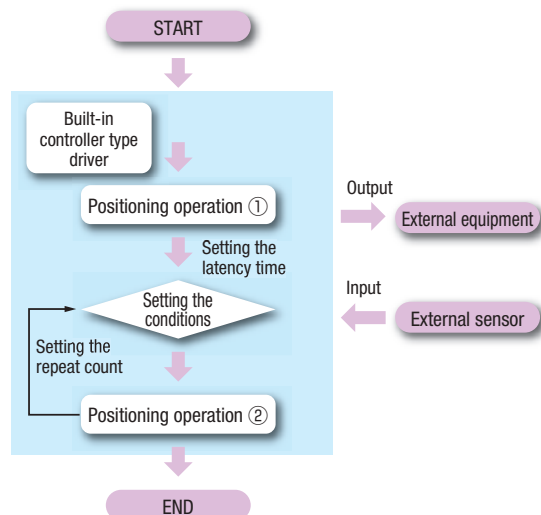 START
Built-in
controller type
driver
Positioning operation ①
Output
External equipment
Setting the
latency time
Setting the
conditions
Input
External sensor
Setting the
repeat count
Positioning operation ②
END